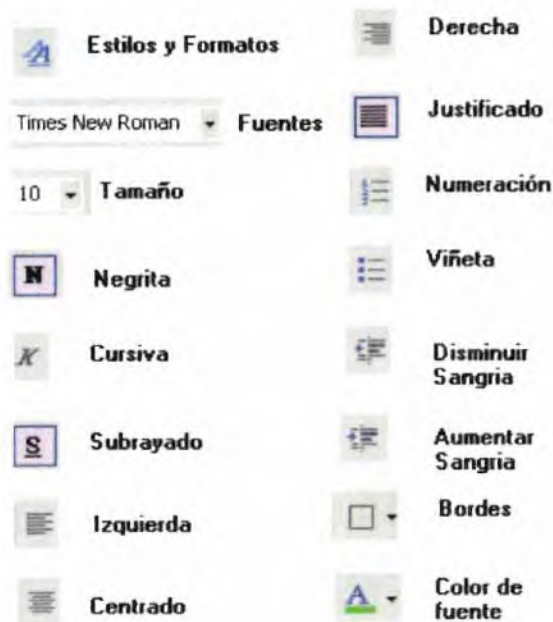 Estilos y Formatos
Times New Roman
Fuentes
10
Tamaño
N
Negrita
K
Cursiva
S
Subrayado
Izquierda
Centrado
Derecha
Justificado
Numeración
Viñeta
Disminuir
Sangria
Aumentar
Sangria
Bordes
A
Color de
fuente